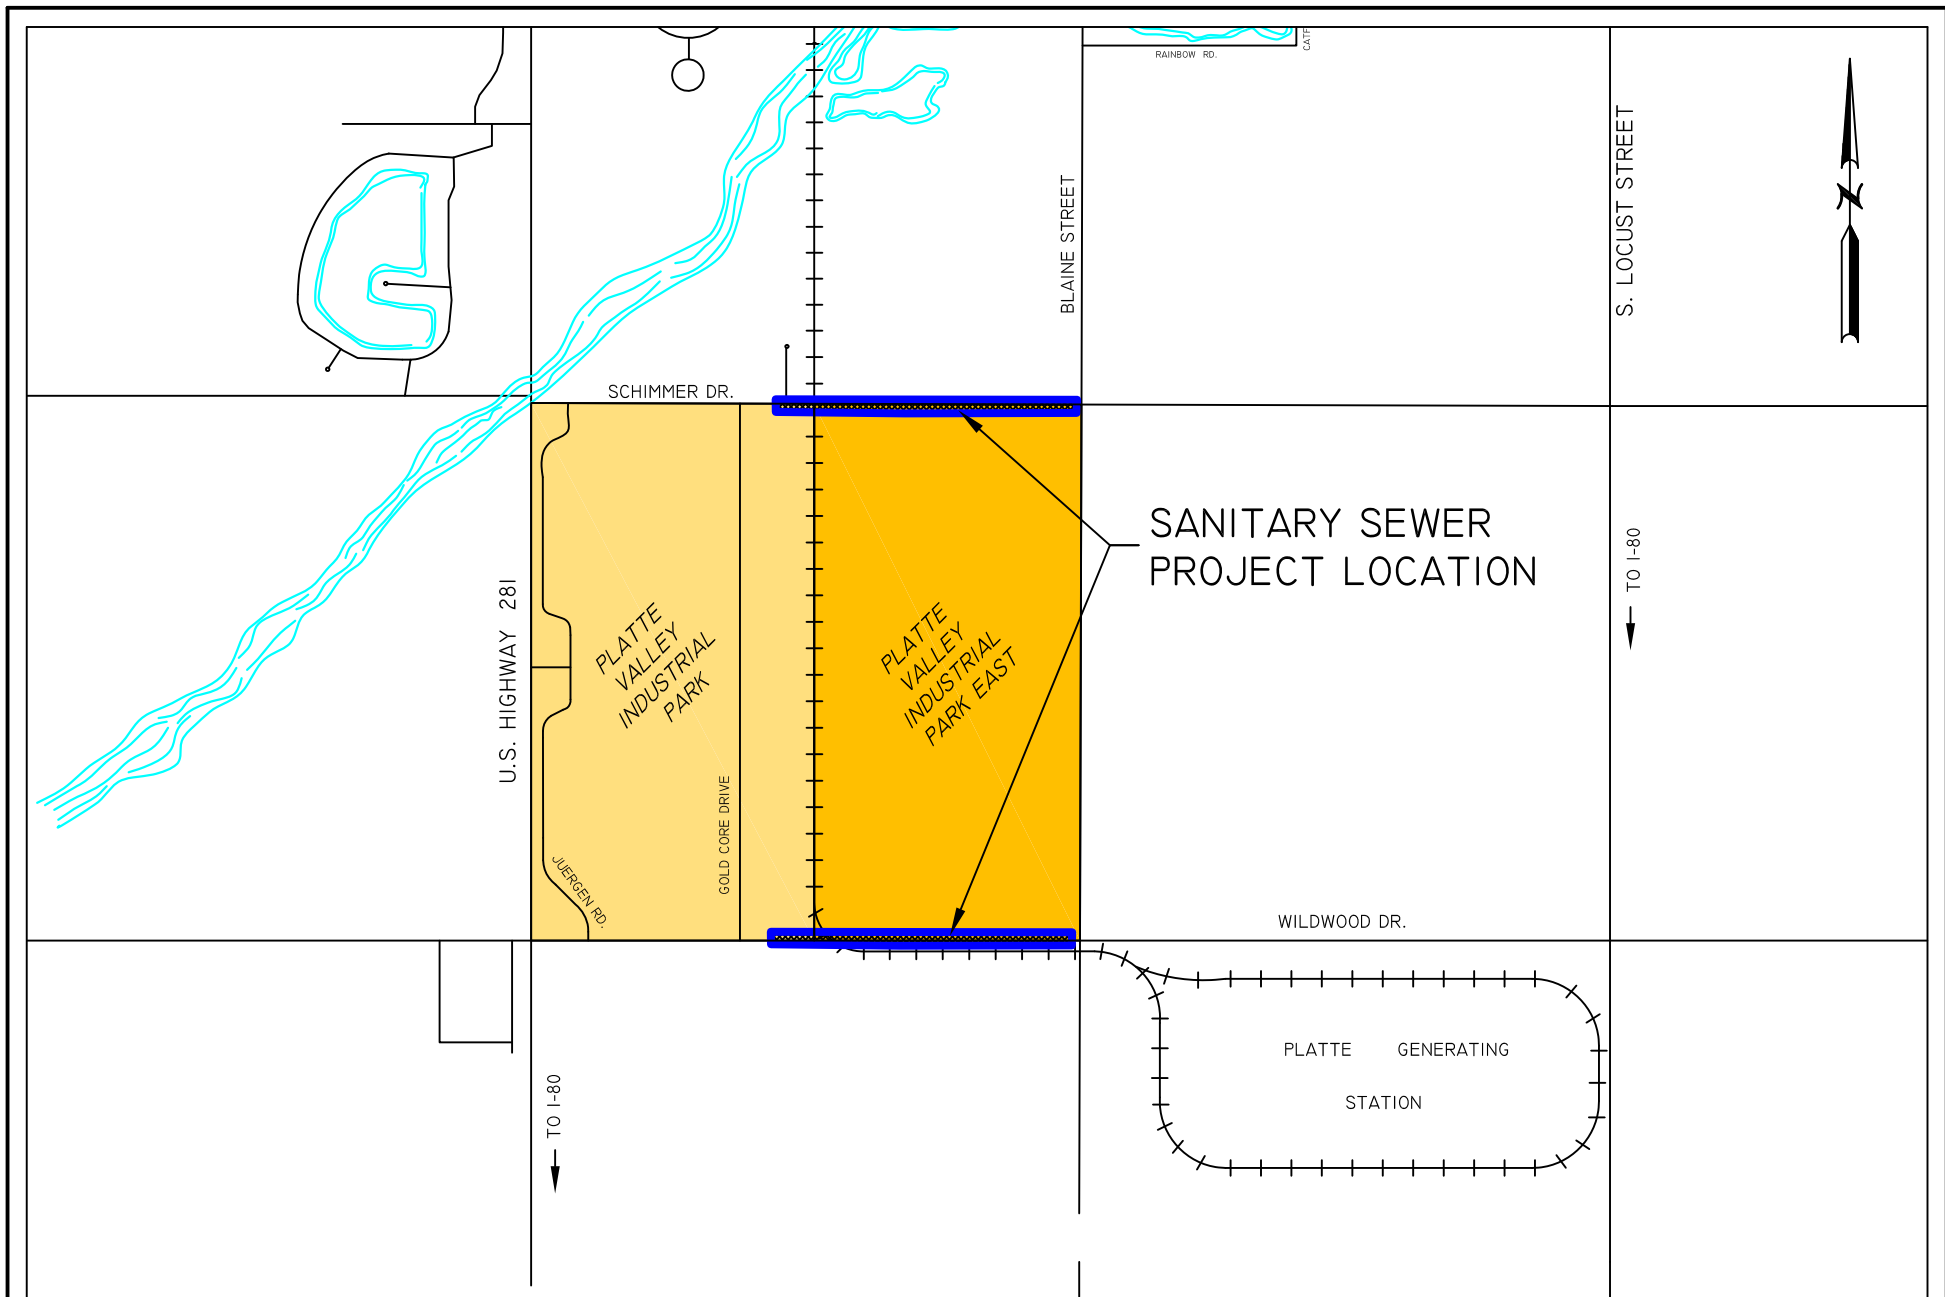 RAINBOW RD.
BLAINE STREET
S. LOCUST STREET
N
SCHIMMER DR.
SANITARY SEWER
PROJECT LOCATION
TO I-80
U.S. HIGHWAY 281
PLATTE
VALLEY
INDUSTRIAL
PARK
PLATTE
VALLEY
INDUSTRIAL
PARK EAST
GOLD CORE DRIVE
JUERGEN RD.
WILDWOOD DR.
PLATTE GENERATING
STATION
TO I-80